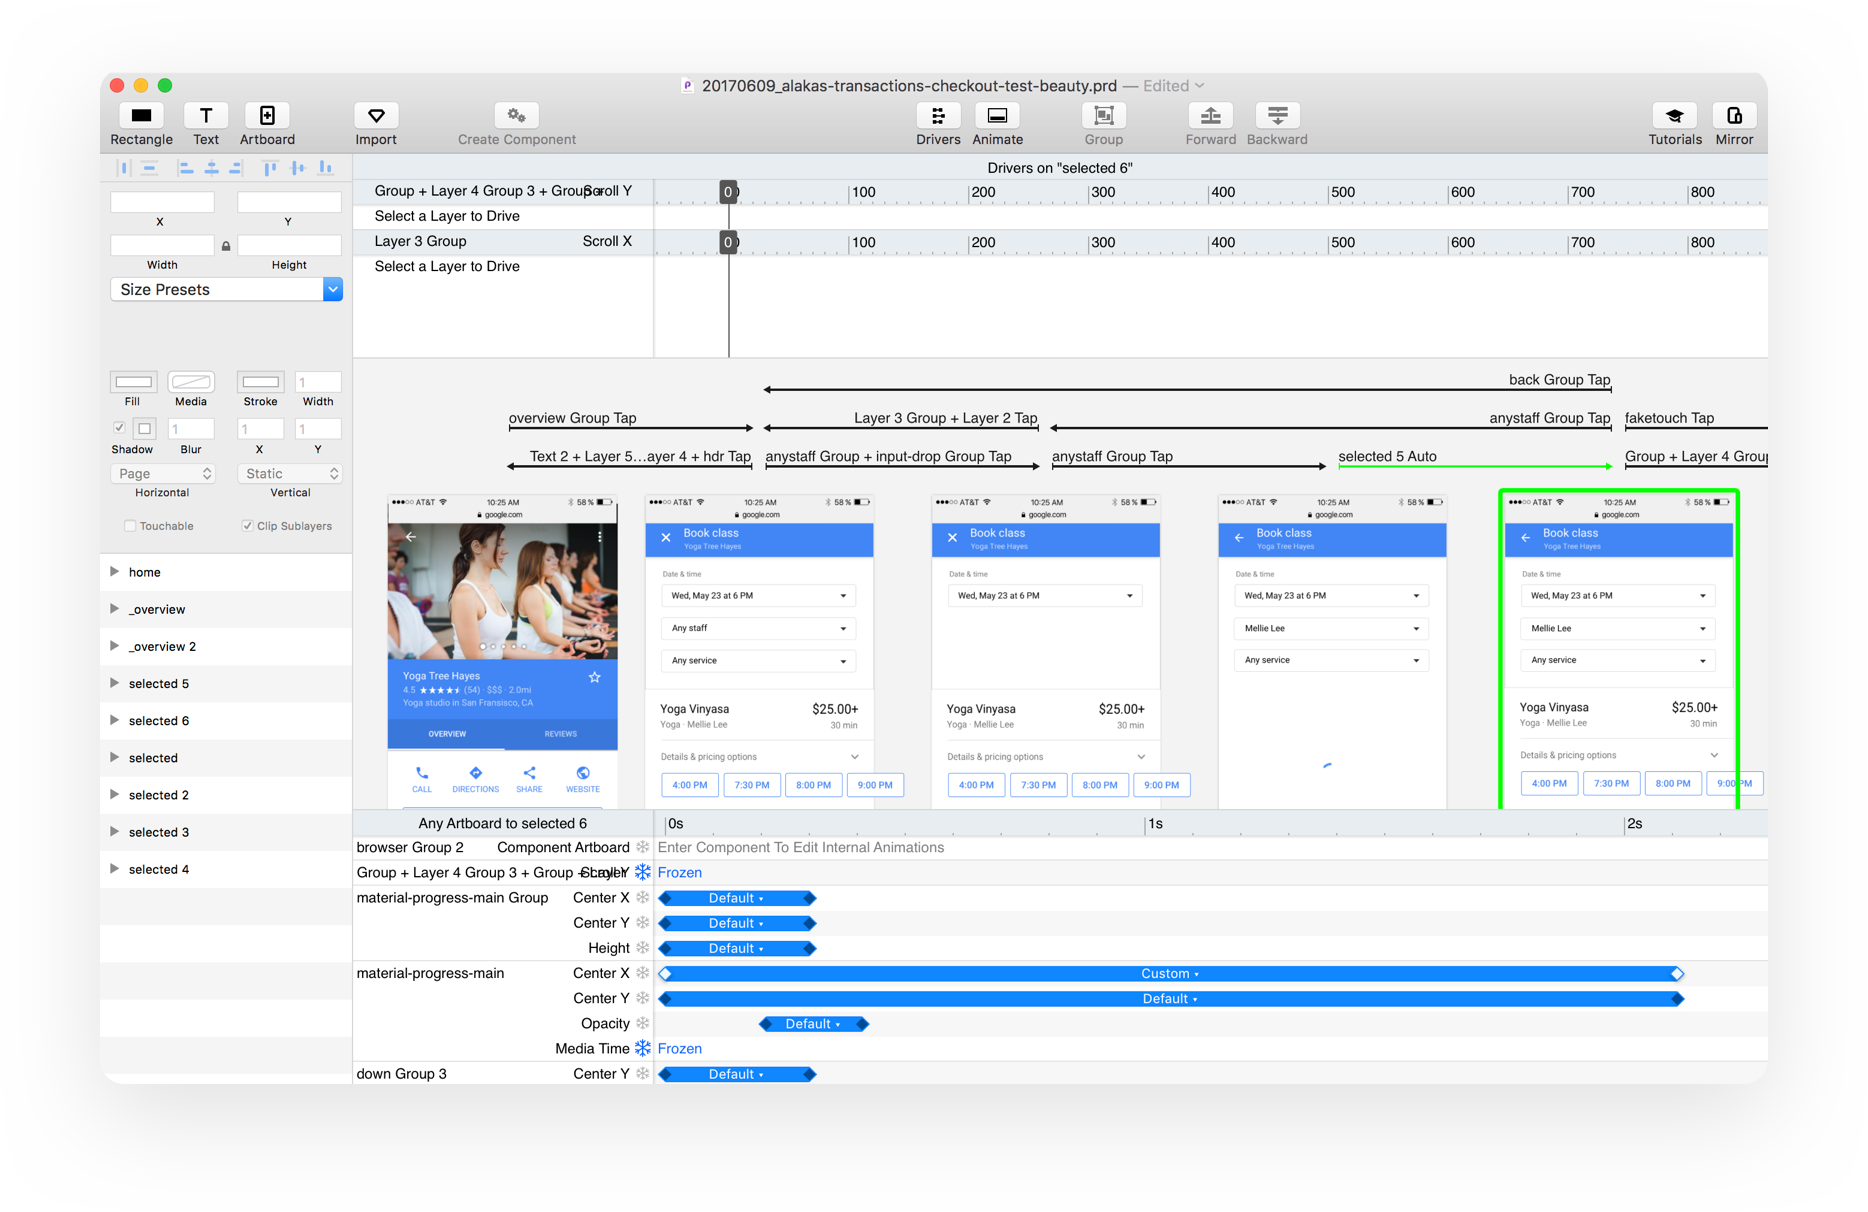 20170609_alakas-transactions-checkout-test-beauty.prd — Edited
Rectangle Text Artboard Import Create Component Drivers Animate Group Forward Backward Tutorials Mirror
Drivers on "selected 6"
Group + Layer 4 Group 3 + Group + Scroll Y 0 100 200 300 400 500 600 700 800
Select a Layer to Drive
Layer 3 Group Scroll X 0 100 200 300 400 500 600 700 800
Select a Layer to Drive
X Y
Width Height
Size Presets
1
Fill Media Stroke Width
1 1 1
Shadow Blur X Y
Page Static
Horizontal Vertical
Touchable Clip Sublayers
home
_overview
_overview 2
selected 5
selected 6
selected
selected 2
selected 3
selected 4
back Group Tap
overview Group Tap Layer 3 Group + Layer 2 Tap anystaff Group Tap faketouch Tap
Text 2 + Layer 5…ayer 4 + hdr Tap anystaff Group + input-drop Group Tap anystaff Group Tap selected 5 Auto Group + Layer 4 Group
AT&T 10:25 AM 58 %
google.com
Yoga Tree Hayes
4.5 ★★★★ (54) · $$$ · 2.0mi
Yoga studio in San Fransisco, CA
OVERVIEW REVIEWS
CALL DIRECTIONS SHARE WEBSITE
AT&T 10:25 AM 58 %
google.com
Book class
Yoga Tree Hayes
Date & time
Wed, May 23 at 6 PM
Any staff
Any service
Yoga Vinyasa $25.00+
Yoga · Mellie Lee 30 min
Details & pricing options
4:00 PM 7:30 PM 8:00 PM 9:00 PM
AT&T 10:25 AM 58 %
google.com
Book class
Yoga Tree Hayes
Date & time
Wed, May 23 at 6 PM
Yoga Vinyasa $25.00+
Yoga · Mellie Lee 30 min
Details & pricing options
4:00 PM 7:30 PM 8:00 PM 9:00 PM
AT&T 10:25 AM 58 %
google.com
Book class
Yoga Tree Hayes
Date & time
Wed, May 23 at 6 PM
Mellie Lee
Any service
AT&T 10:25 AM 58 %
google.com
Book class
Yoga Tree Hayes
Date & time
Wed, May 23 at 6 PM
Mellie Lee
Any service
Yoga Vinyasa $25.00+
Yoga · Mellie Lee 30 min
Details & pricing options
4:00 PM 7:30 PM 8:00 PM 9:00 PM
Any Artboard to selected 6 0s 1s 2s
browser Group 2 Component Artboard Enter Component To Edit Internal Animations
Group + Layer 4 Group 3 + Group + Layer Scroll Y Frozen
material-progress-main Group Center X Default
Center Y Default
Height Default
material-progress-main Center X Custom
Center Y Default
Opacity Default
Media Time Frozen
down Group 3 Center Y Default